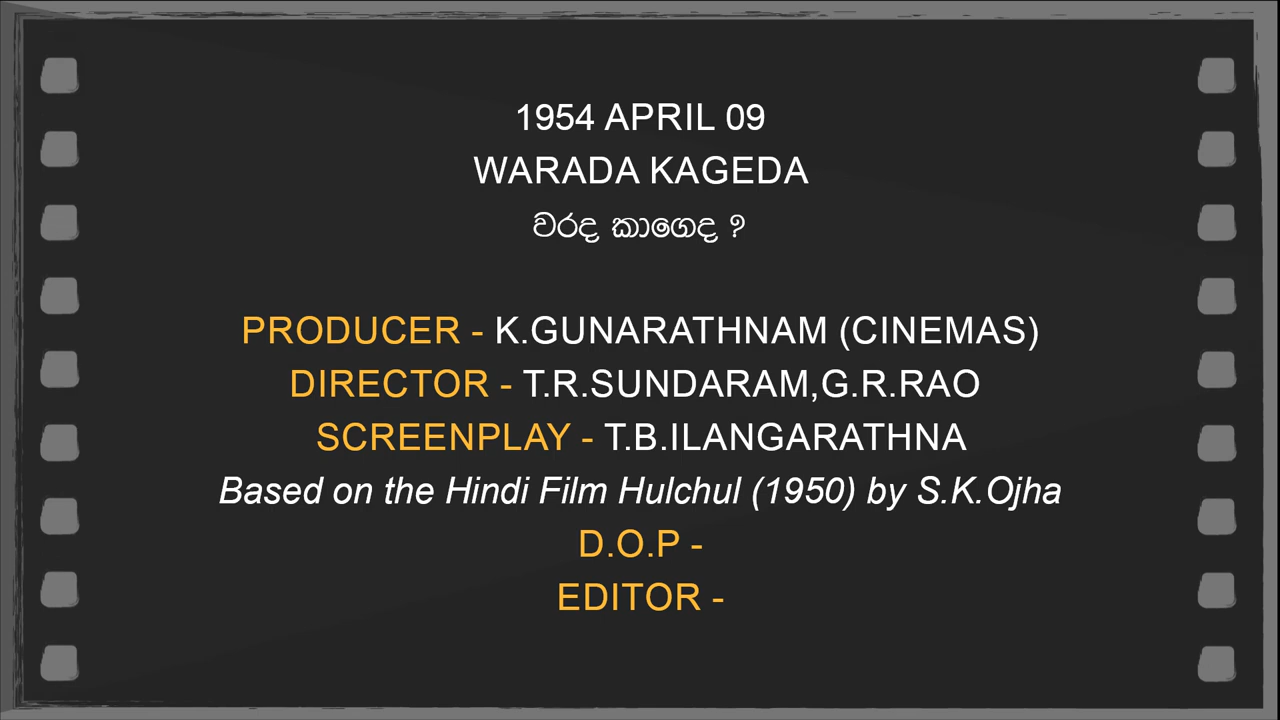 1954 APRIL 09
WARADA KAGEDA
වරද කාගෙද ?
PRODUCER - K.GUNARATHNAM (CINEMAS)
DIRECTOR - T.R.SUNDARAM,G.R.RAO
SCREENPLAY - T.B.ILANGARATHNA
Based on the Hindi Film Hulchul (1950) by S.K.Ojha
D.O.P -
EDITOR -